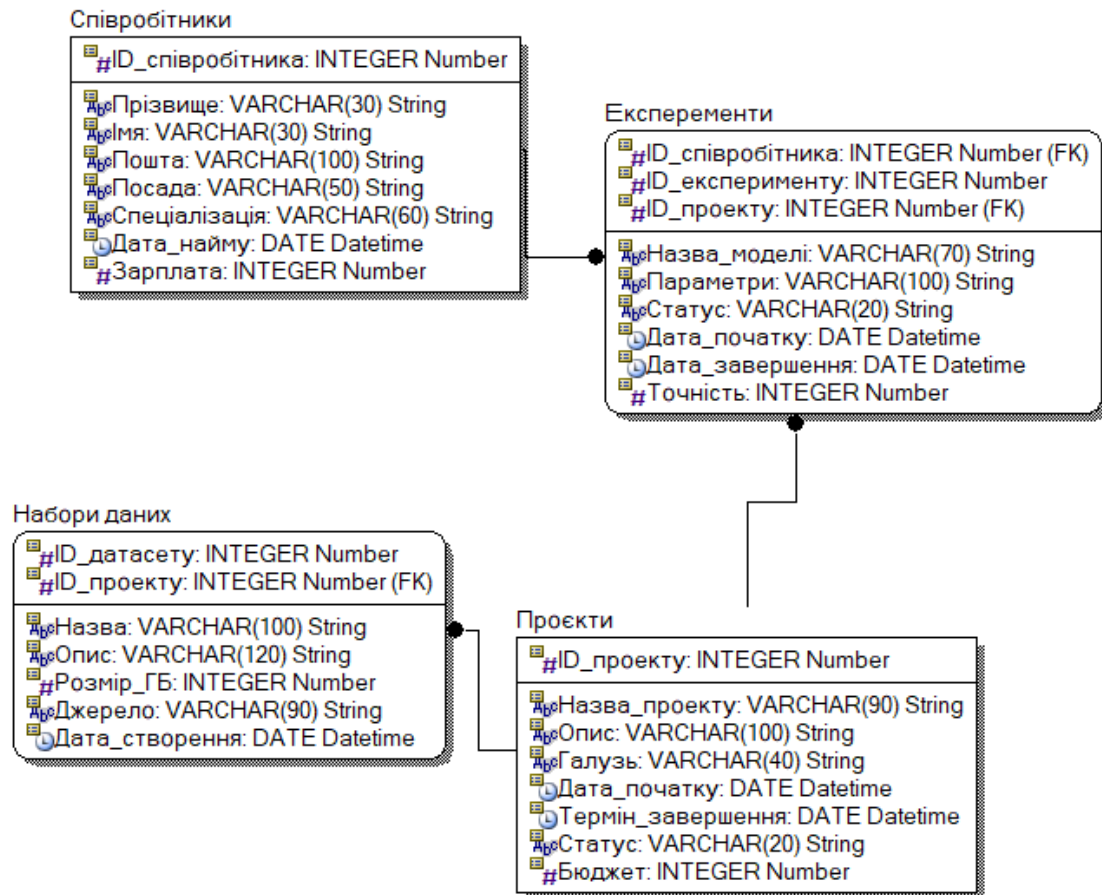 Співробітники
ID_співробітника: INTEGER Number
Прізвище: VARCHAR(30) String
Імя: VARCHAR(30) String
Пошта: VARCHAR(100) String
Посада: VARCHAR(50) String
Спеціалізація: VARCHAR(60) String
Дата_найму: DATE Datetime
Зарплата: INTEGER Number
Експеременти
ID_співробітника: INTEGER Number (FK)
ID_експерименту: INTEGER Number
ID_проекту: INTEGER Number (FK)
Назва_моделі: VARCHAR(70) String
Параметри: VARCHAR(100) String
Статус: VARCHAR(20) String
Дата_початку: DATE Datetime
Дата_завершення: DATE Datetime
Точність: INTEGER Number
Набори даних
ID_датасету: INTEGER Number
ID_проекту: INTEGER Number (FK)
Назва: VARCHAR(100) String
Опис: VARCHAR(120) String
Розмір_ГБ: INTEGER Number
Джерело: VARCHAR(90) String
Дата_створення: DATE Datetime
Проєкти
ID_проекту: INTEGER Number
Назва_проекту: VARCHAR(90) String
Опис: VARCHAR(100) String
Галузь: VARCHAR(40) String
Дата_початку: DATE Datetime
Термін_завершення: DATE Datetime
Статус: VARCHAR(20) String
Бюджет: INTEGER Number